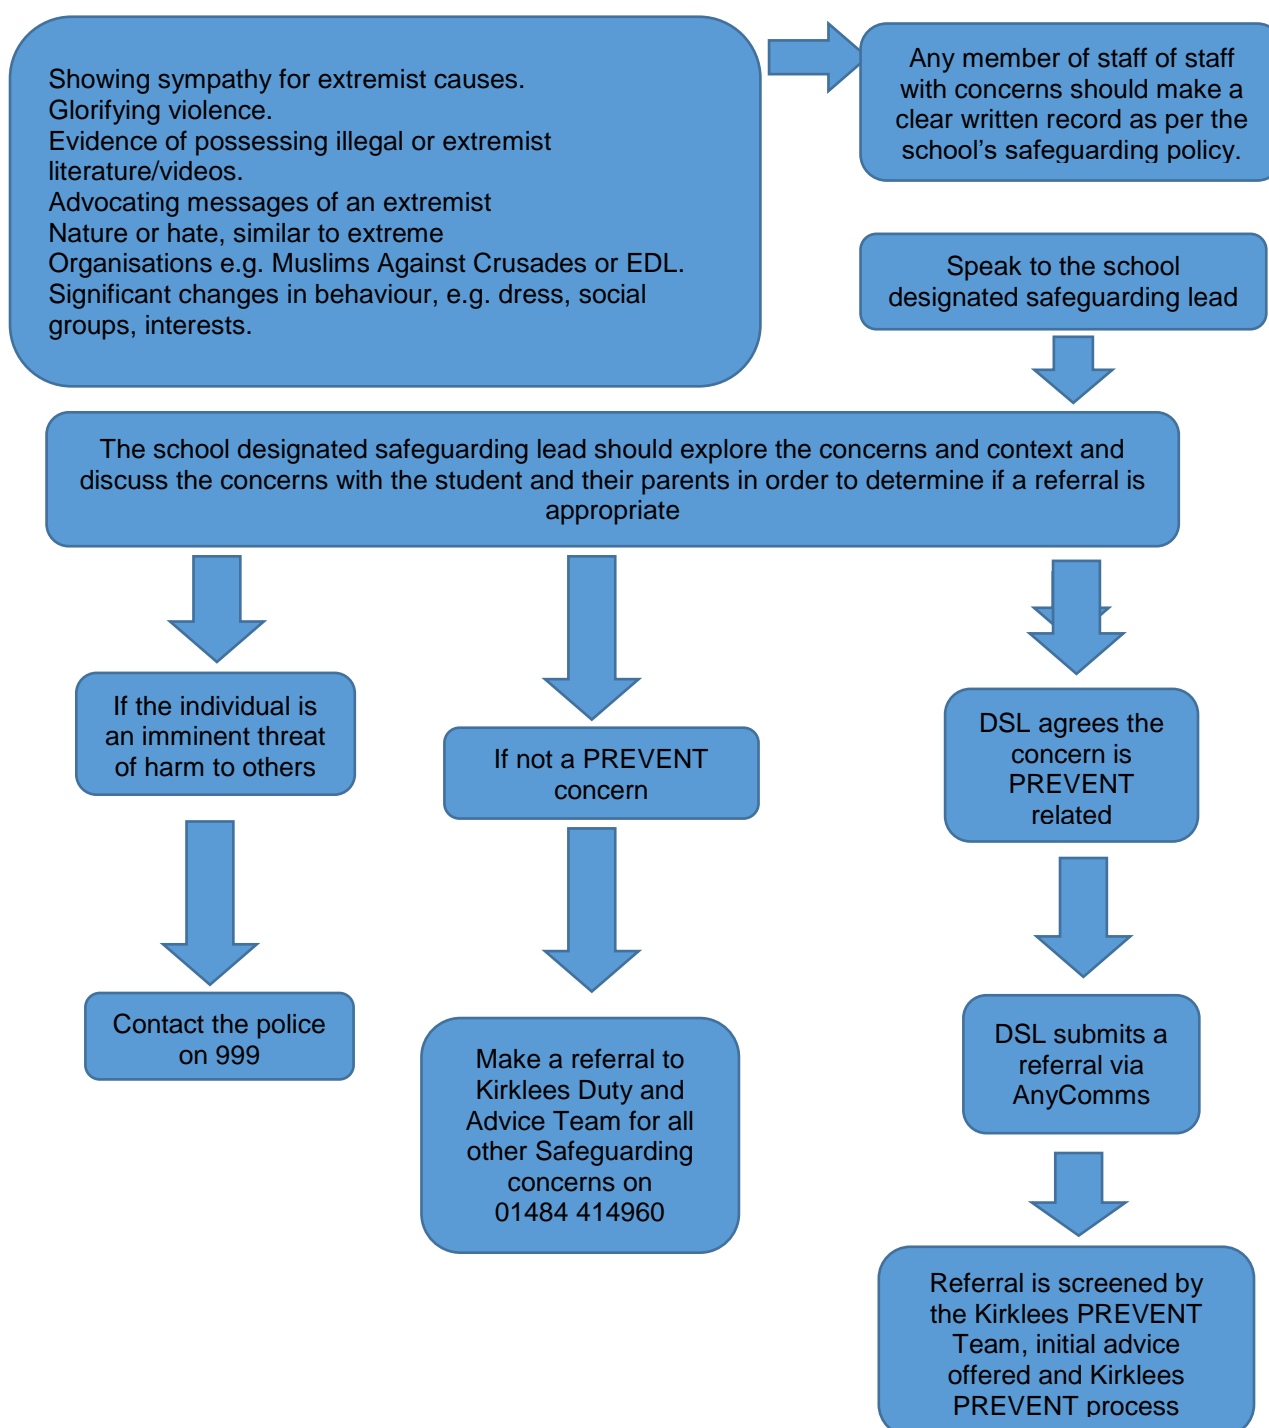 Showing sympathy for extremist causes.
Glorifying violence.
Evidence of possessing illegal or extremist
literature/videos.
Advocating messages of an extremist
Nature or hate, similar to extreme
Organisations e.g. Muslims Against Crusades or EDL.
Significant changes in behaviour, e.g. dress, social
groups, interests.
Any member of staff of staff
with concerns should make a
clear written record as per the
school’s safeguarding policy.
Speak to the school
designated safeguarding lead
The school designated safeguarding lead should explore the concerns and context and
discuss the concerns with the student and their parents in order to determine if a referral is
appropriate
If the individual is
an imminent threat
of harm to others
Contact the police
on 999
If not a PREVENT
concern
Make a referral to
Kirklees Duty and
Advice Team for all
other Safeguarding
concerns on
01484 414960
DSL agrees the
concern is
PREVENT
related
DSL submits a
referral via
AnyComms
Referral is screened by
the Kirklees PREVENT
Team, initial advice
offered and Kirklees
PREVENT process